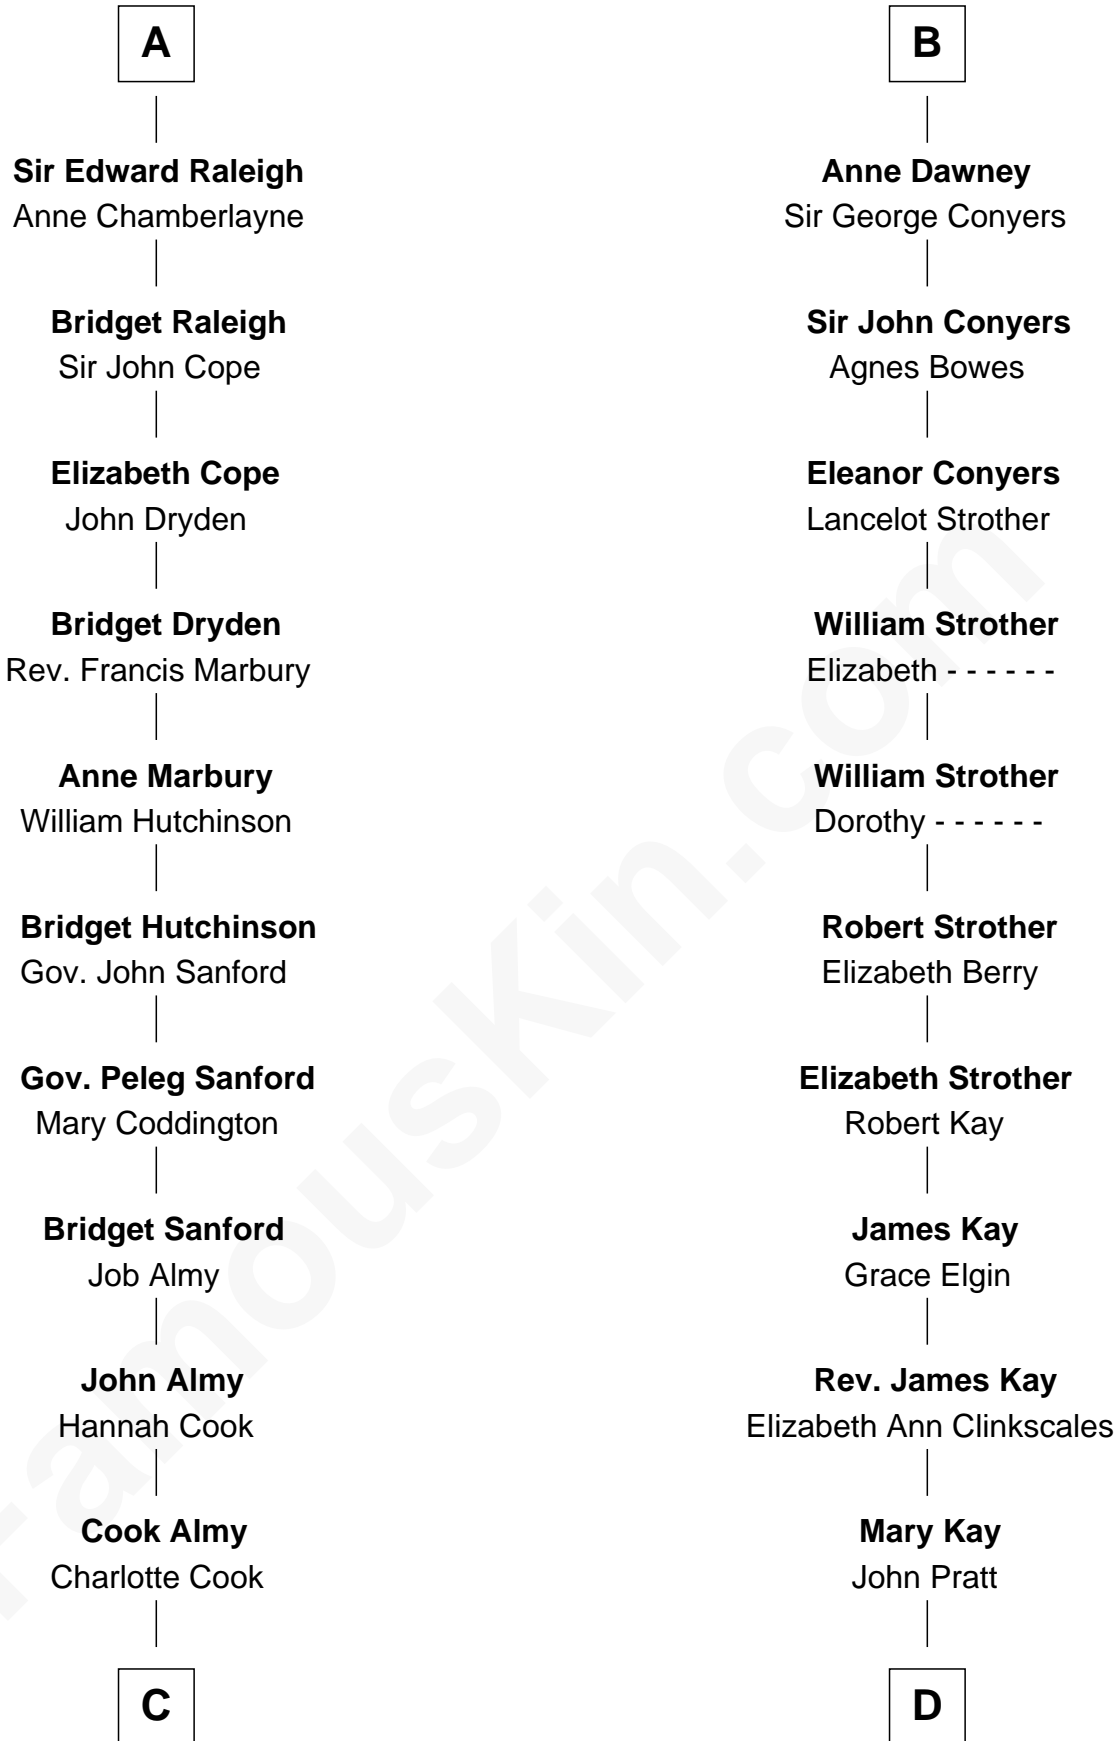 A
Sir Edward Raleigh
Anne Chamberlayne
Bridget Raleigh
Sir John Cope
Elizabeth Cope
John Dryden
Bridget Dryden
Rev. Francis Marbury
Anne Marbury
William Hutchinson
Bridget Hutchinson
Gov. John Sanford
Gov. Peleg Sanford
Mary Coddington
Bridget Sanford
Job Almy
John Almy
Hannah Cook
Cook Almy
Charlotte Cook
C
B
Anne Dawney
Sir George Conyers
Sir John Conyers
Agnes Bowes
Eleanor Conyers
Lancelot Strother
William Strother
Elizabeth - - - - - -
William Strother
Dorothy - - - - - -
Robert Strother
Elizabeth Berry
Elizabeth Strother
Robert Kay
James Kay
Grace Elgin
Rev. James Kay
Elizabeth Ann Clinkscales
Mary Kay
John Pratt
D
FamousKin.com